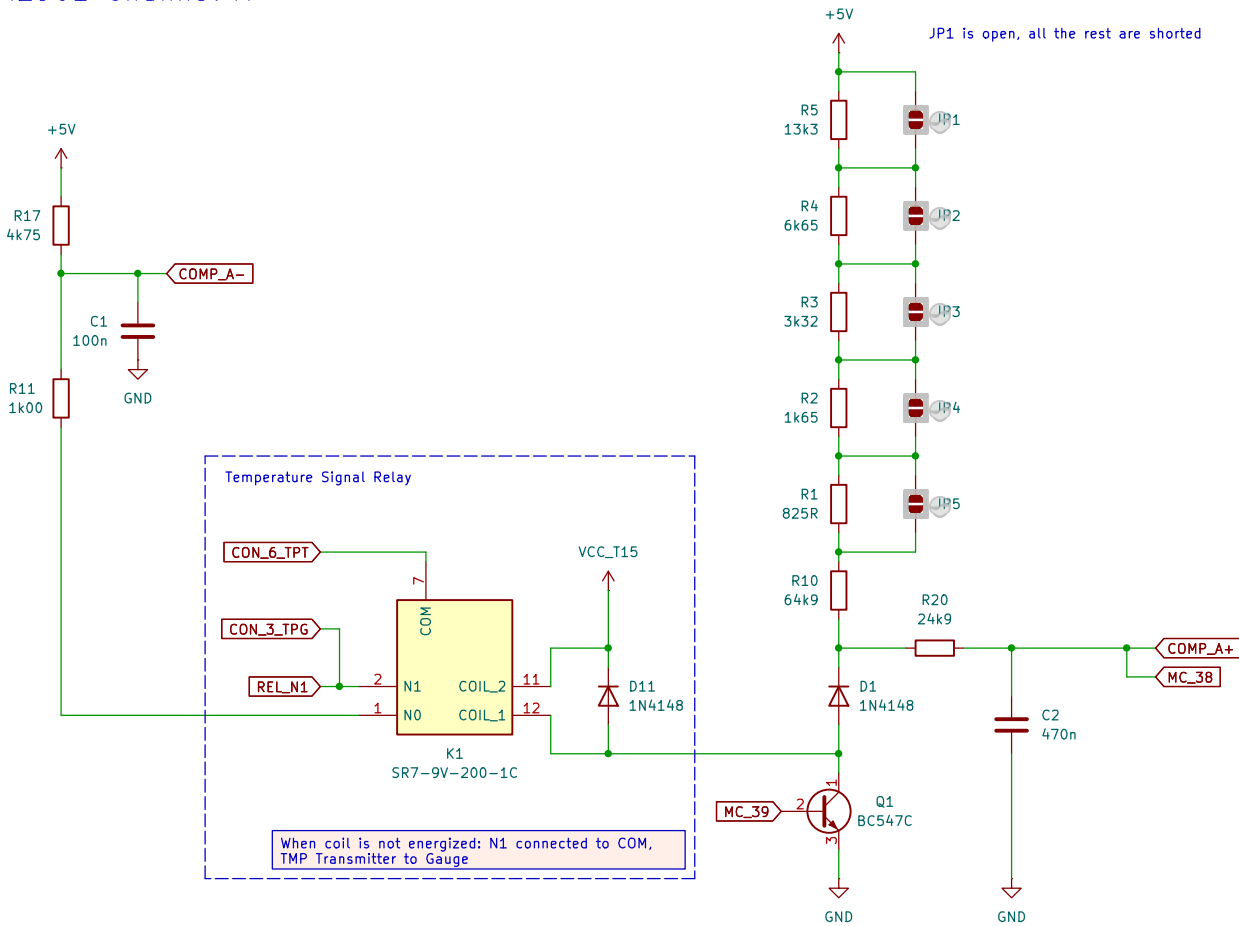 +5V
JP1 is open, all the rest are shorted
R5
13k3
JP1
+5V
R17
4k75
R4
6k65
JP2
COMP_A-
R3
3k32
JP3
C1
100n
GND
R11
1k00
R2
1k65
JP4
Temperature Signal Relay
R1
825R
JP5
CON_6_TPT
VCC_T15
7
COM
R10
64k9
R20
24k9
CON_3_TPG
COMP_A+
MC_38
REL_N1
2
N1
COIL_2
11
D11
1N4148
D1
1N4148
1
N0
COIL_1
12
C2
470n
K1
SR7-9V-200-1C
MC_39
2
1
3
Q1
BC547C
When coil is not energized: N1 connected to COM,
TMP Transmitter to Gauge
GND
GND